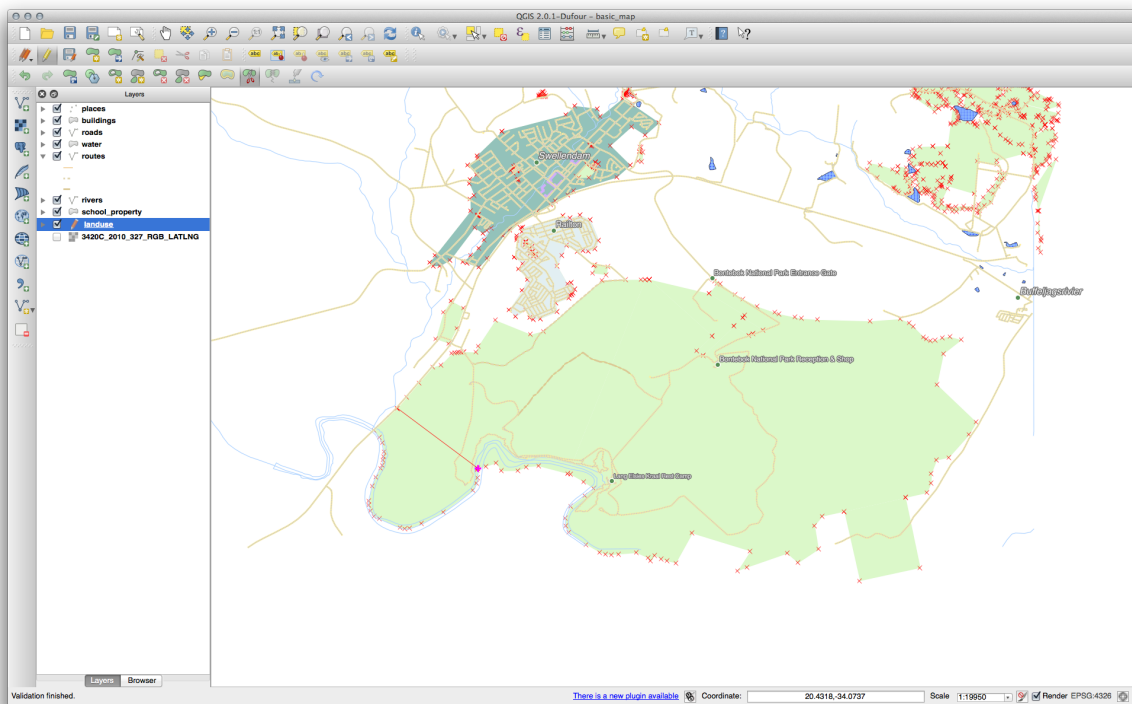 QGIS 2.0.1-Dufour - basic_map
Layers
places
buildings
roads
water
routes
rivers
school_property
landuse
3420C_2010_327_RGB_LATLNG
Swellendam
Railton
Bontebok National Park Entrance Gate
Buffeljagsrivier
Bontebok National Park Reception & Shop
Lang Elsies Kraal Rest Camp
Layers
Browser
Validation finished.
There is a new plugin available
Coordinate:
20.4318,-34.0737
Scale
1:19950
Render
EPSG:4326